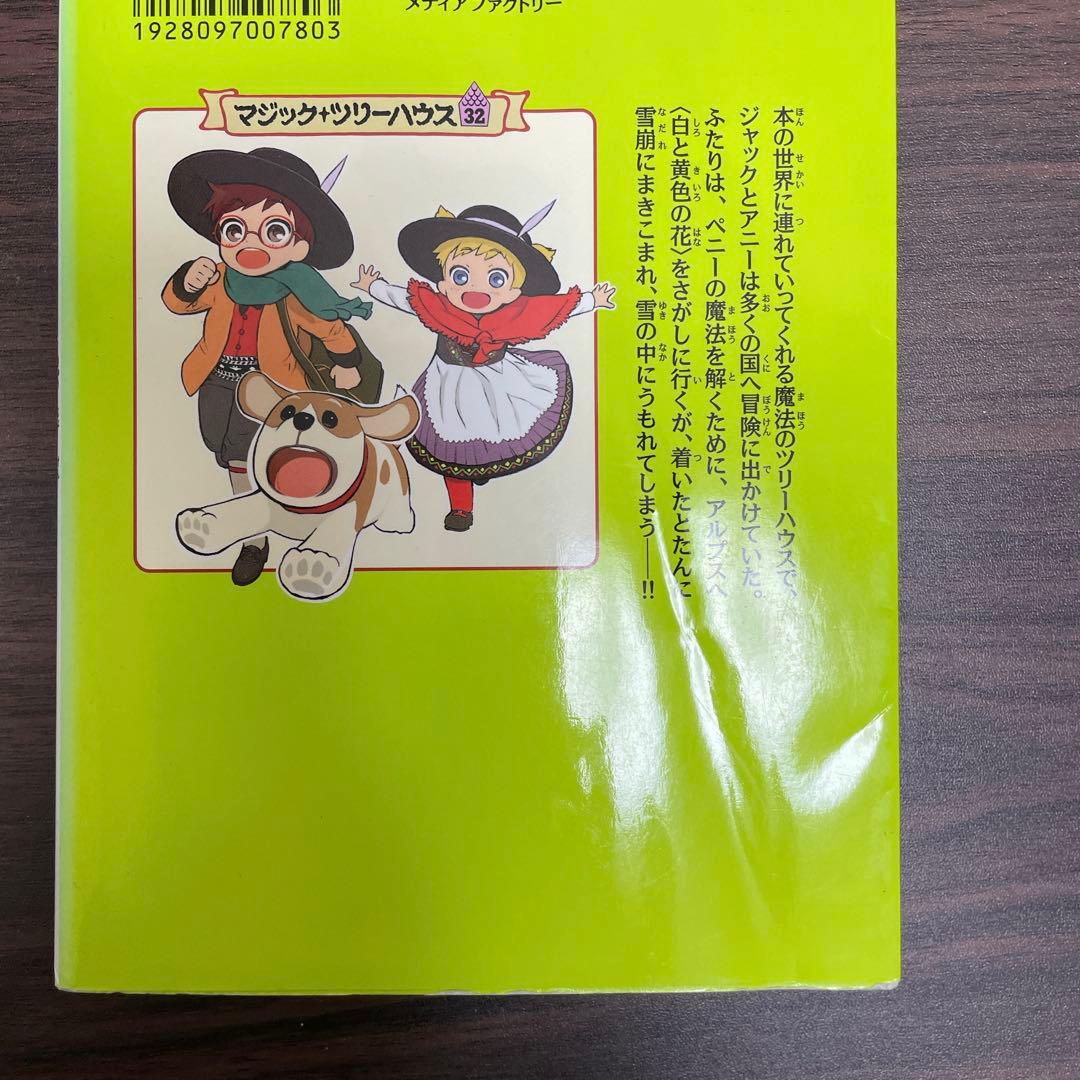 メディアファクトリー
1928097007803
マジック・ツリーハウス 32
本の世界に連れていってくれる魔法のツリーハウスで、
ジャックとアニーは多くの国へ冒険に出かけていた。
ふたりは、ペニーの魔法を解くために、アルプスへ
〈白と黄色の花〉をさがしに行くが、着いたとたんに
雪崩にまきこまれ、雪の中にうもれてしまう――!!